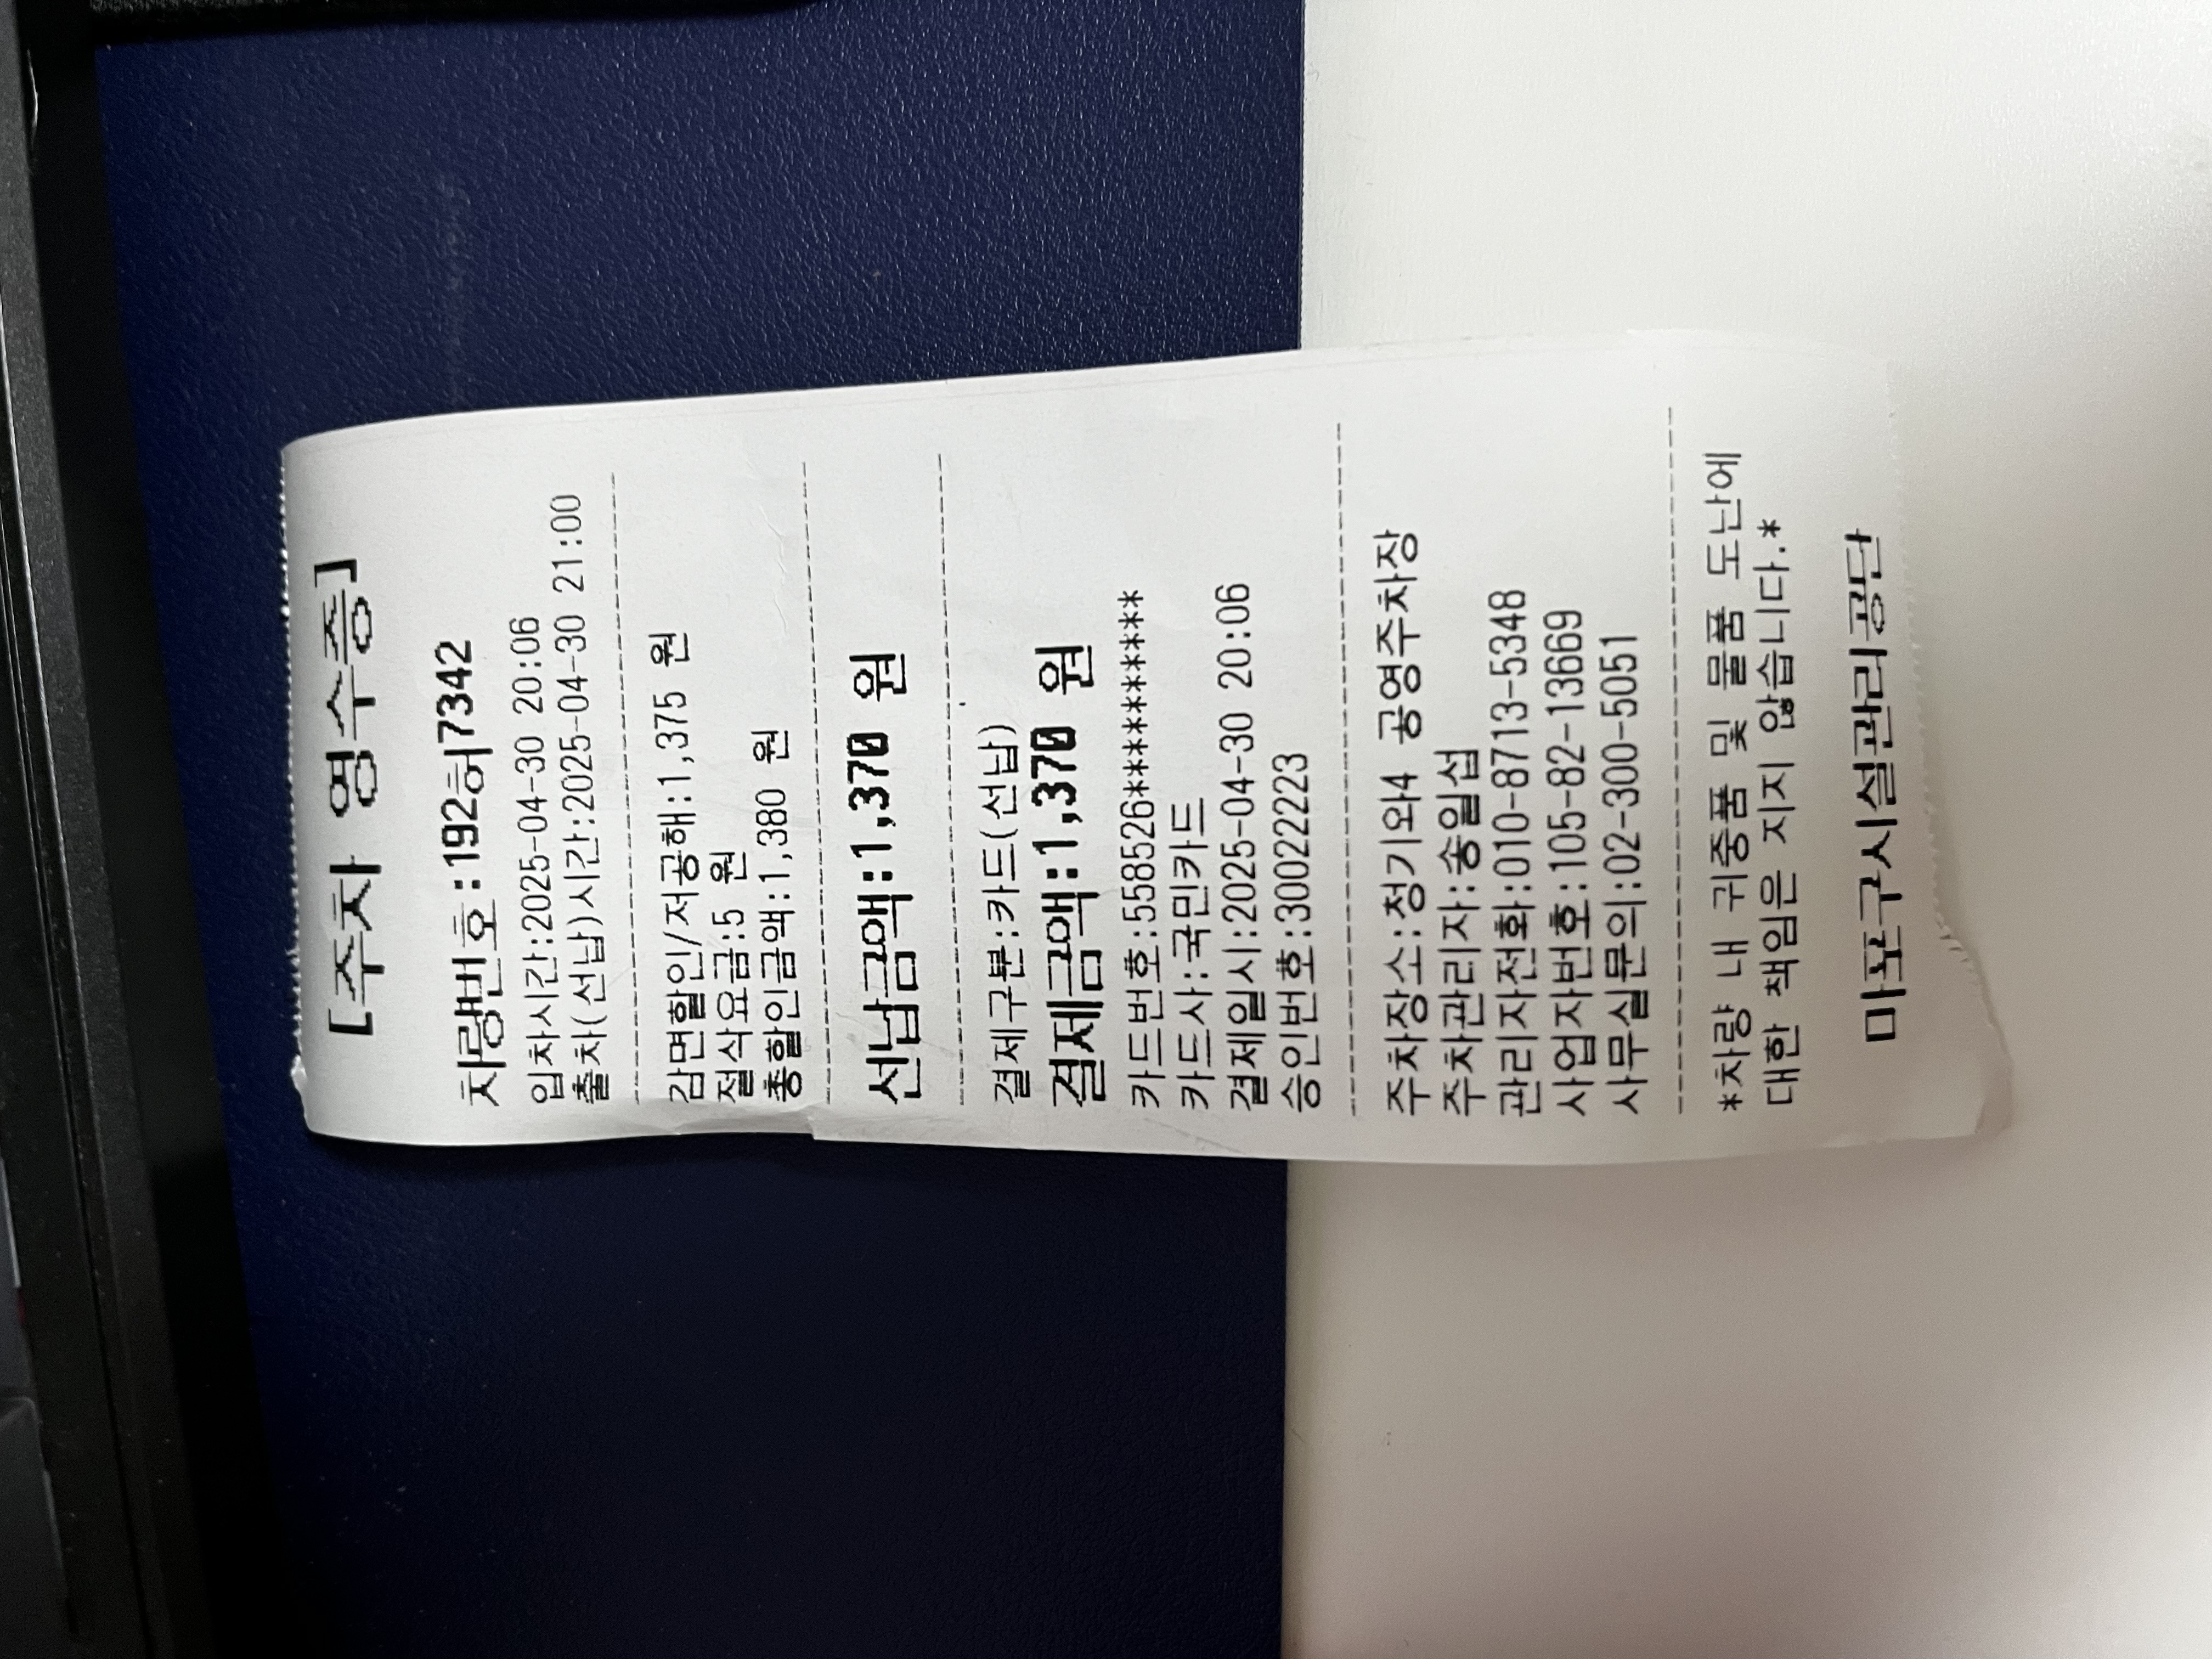 [주차 영수증]
차량번호:192허7342
입차시간:2025-04-30 20:06
출차(선납)시간:2025-04-30 21:00
감면할인/저공해:1,375 원
절삭요금:5 원
총할인금액:1,380 원
선납금액:1,370 원
결제구분:카드(선납)
결제금액:1,370 원
카드번호:558526**********
카드사:국민카드
결제일시:2025-04-30 20:06
승인번호:30022223
주차장소:청기와4 공영주차장
주차관리자:송일섭
관리자전화:010-8713-5348
사업자번호:105-82-13669
사무실문의:02-300-5051
*차량 내 귀중품 및 물품 도난에
대한 책임은 지지 않습니다.*
마포구시설관리공단